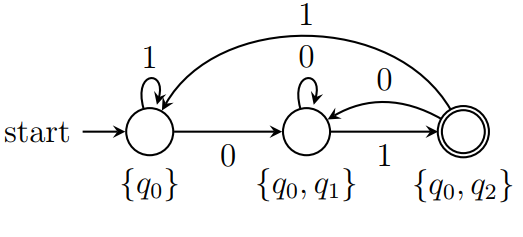 1
1 0
0
start
0 1
{q₀} {q₀, q₁} {q₀, q₂}